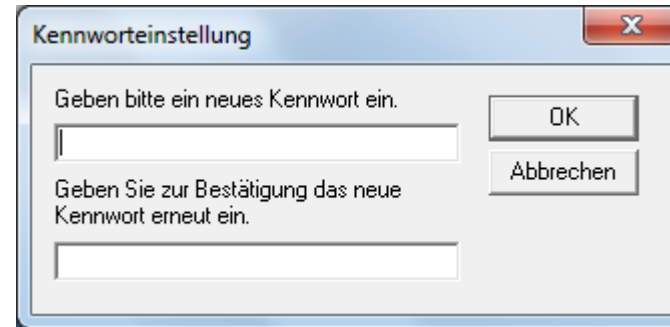 Kennworteinstellung
Geben bitte ein neues Kennwort ein.
OK
Abbrechen
Geben Sie zur Bestätigung das neue
Kennwort erneut ein.